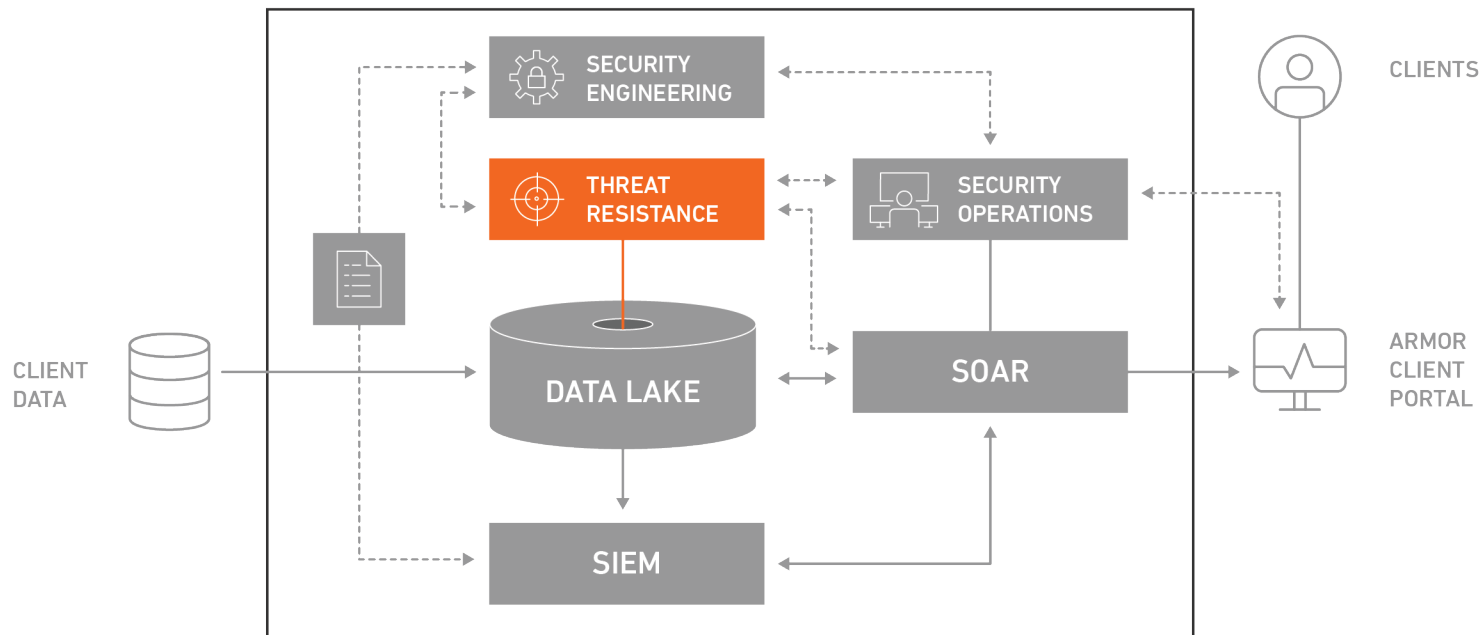 SECURITY
ENGINEERING
CLIENTS
THREAT
RESISTANCE
SECURITY
OPERATIONS
CLIENT
DATA
DATA LAKE
SOAR
ARMOR
CLIENT
PORTAL
SIEM